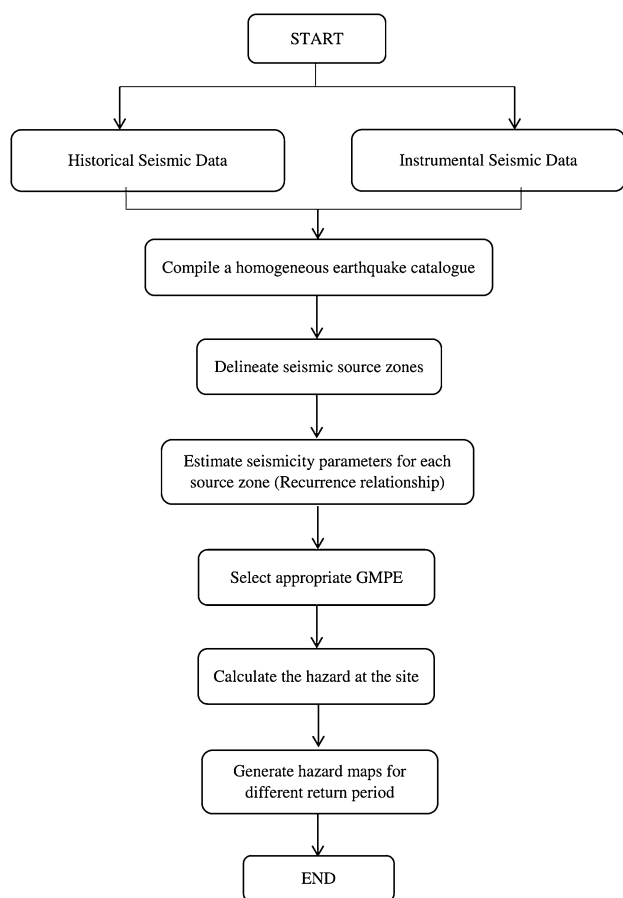 START
Historical Seismic Data
Instrumental Seismic Data
Compile a homogeneous earthquake catalogue
Delineate seismic source zones
Estimate seismicity parameters for each
source zone (Recurrence relationship)
Select appropriate GMPE
Calculate the hazard at the site
Generate hazard maps for
different return period
END